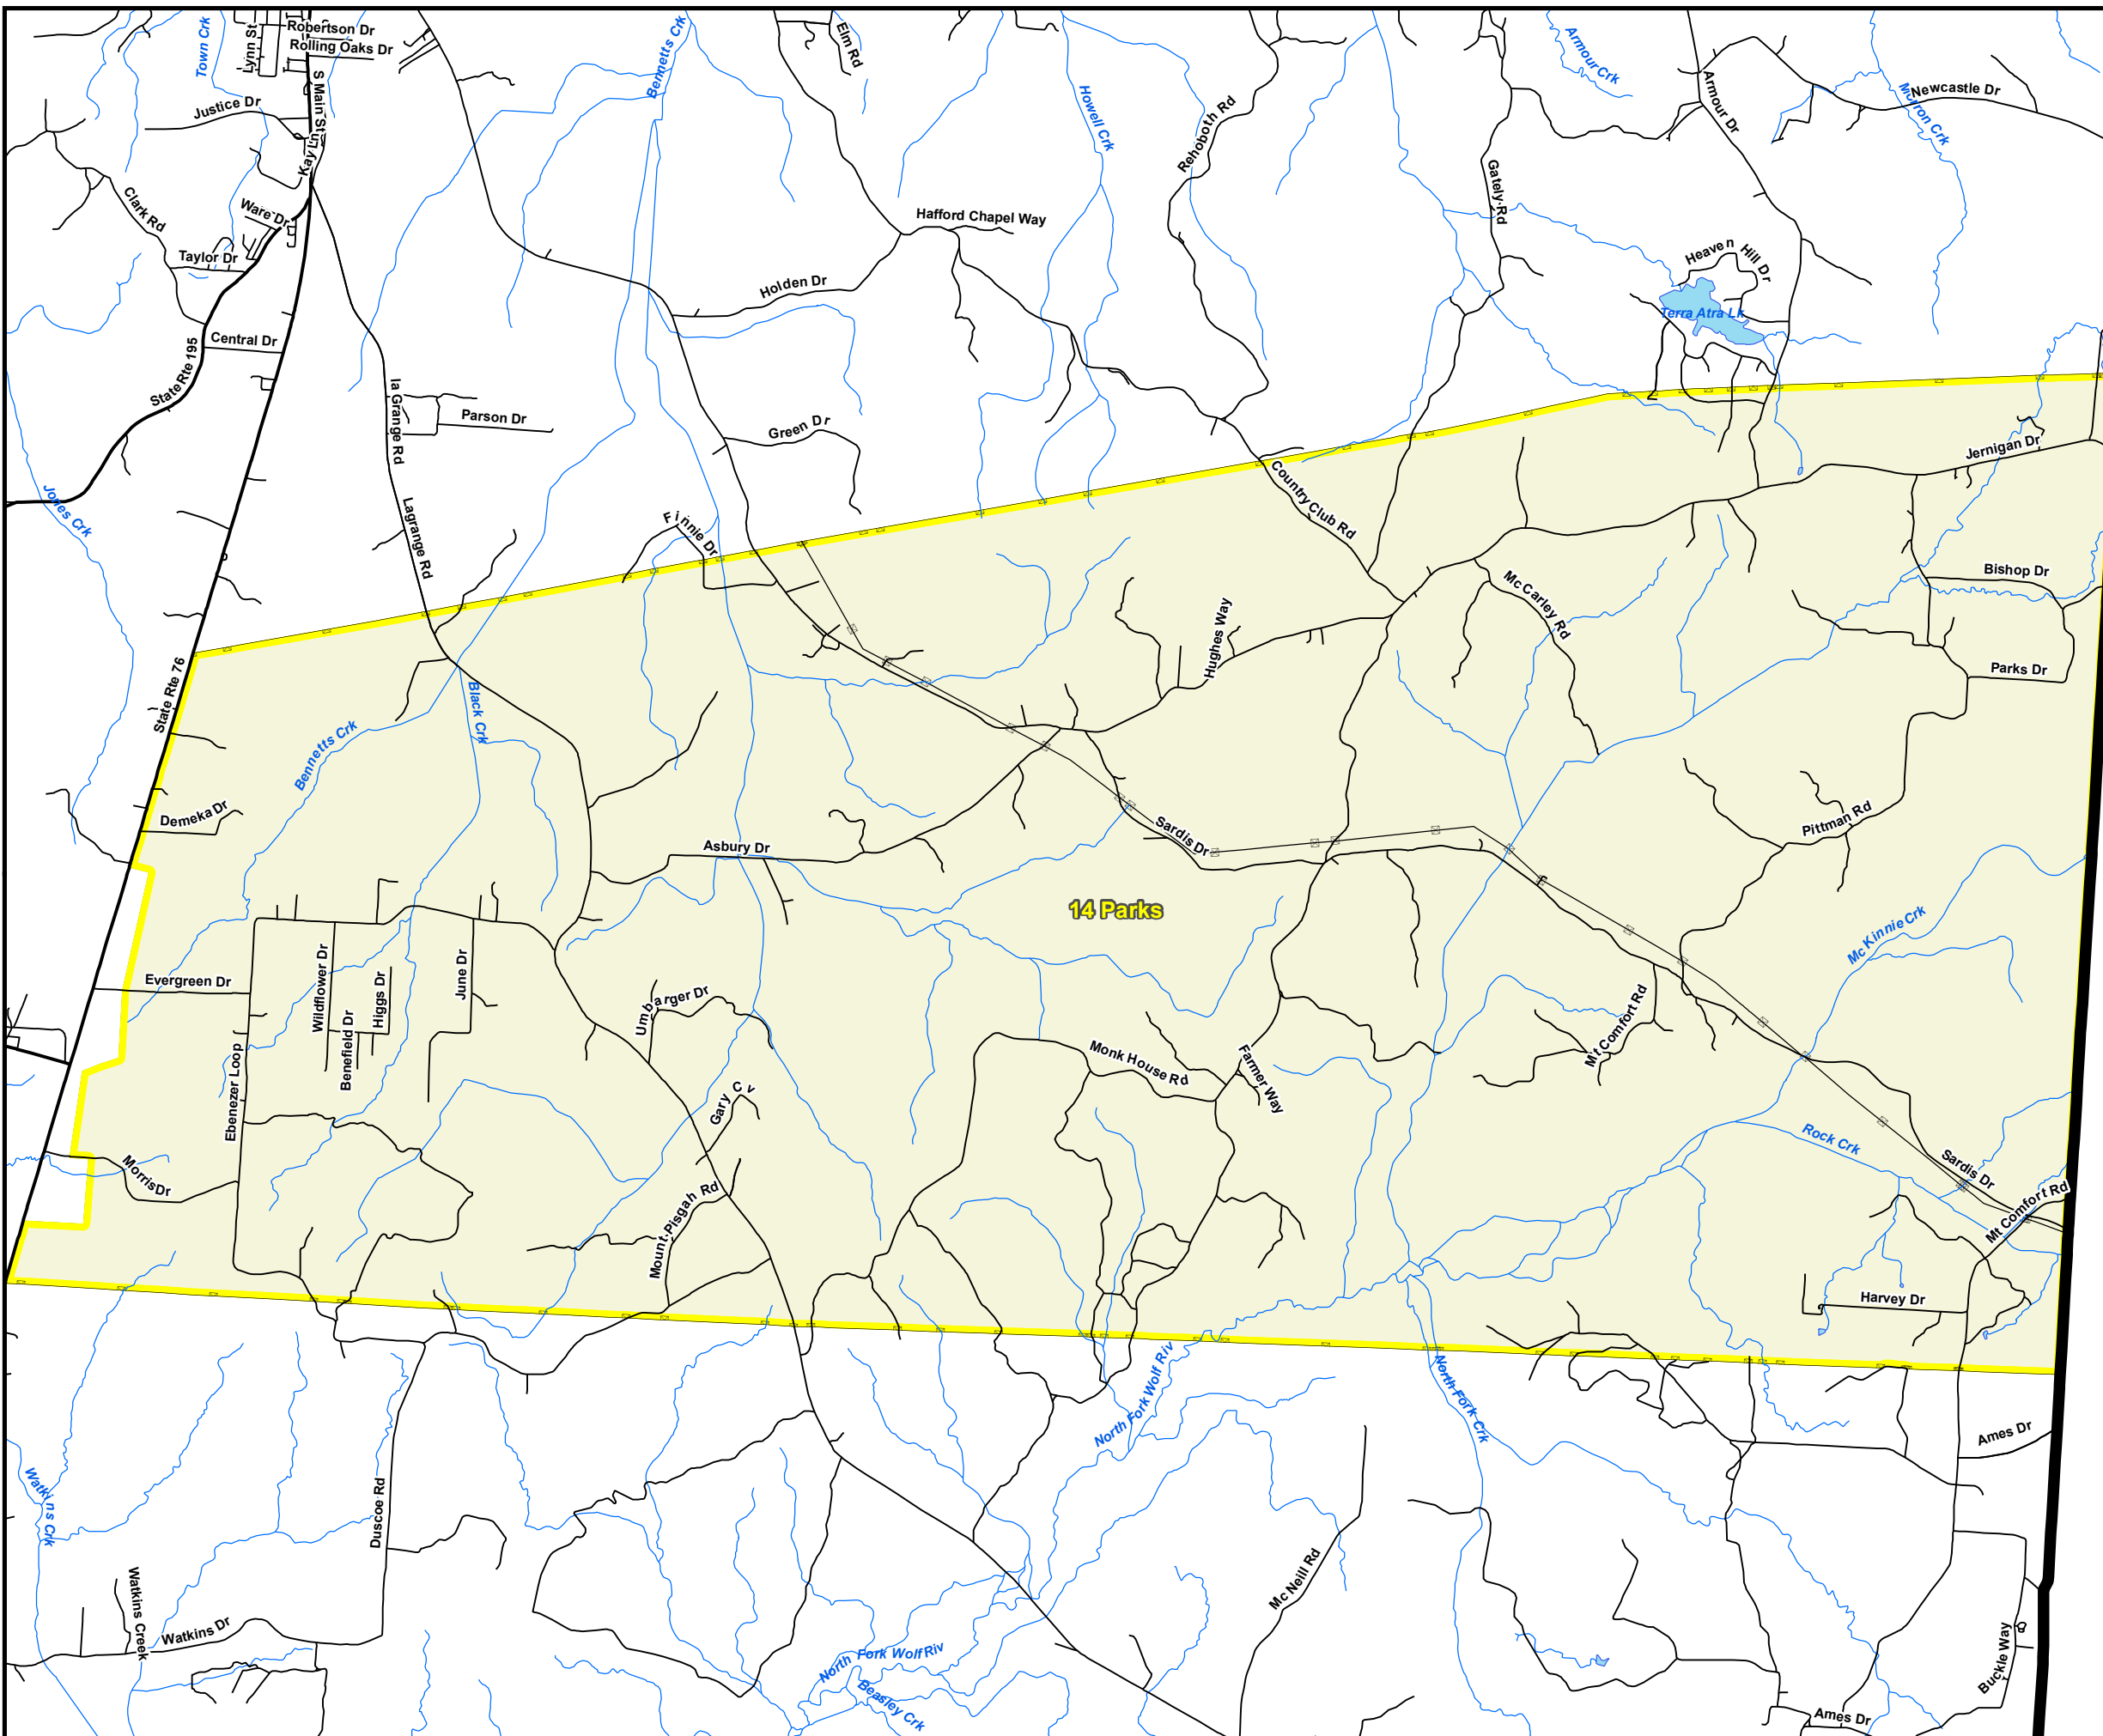 Robertson Dr
Rolling Oaks Dr
Lynn St
Town Crk
S Main St
Justice Dr
Kay Ln
Clark Rd
Ware Dr
Taylor Dr
Central Dr
State Rte 195
Jones Crk
la Grange Rd
Parson Dr
Lagrange Rd
Bennetts Crk
Elm Rd
Howell Crk
Rehoboth Rd
Hafford Chapel Way
Holden Dr
Green Dr
Finnie Dr
Country Club Rd
Gately Rd
Armour Crk
Armour Dr
Newcastle Dr
Morron Crk
Heaven Hill Dr
Terra Atra Lk
Jernigan Dr
Bishop Dr
Parks Dr
McCarley Rd
Hughes Way
State Rte 76
Black Crk
Bennetts Crk
Demeka Dr
Asbury Dr
Sardis Dr
Pittman Rd
14 Parks
McKinnie Crk
Evergreen Dr
Wildflower Dr
Higgs Dr
Benefield Dr
June Dr
Umbarger Dr
Ebenezer Loop
Monk House Rd
Farmer Way
Mt Comfort Rd
Gary Cv
Rock Crk
Morris Dr
Mount Pisgah Rd
Sardis Dr
Mt Comfort Rd
Harvey Dr
North Fork Wolf Riv
North Fork Crk
Ames Dr
Watkins Crk
Duscoe Rd
Mc Neill Rd
Watkins Creek
Watkins Dr
North Fork Wolf Riv
Beasley Crk
Buckle Way
Ames Dr